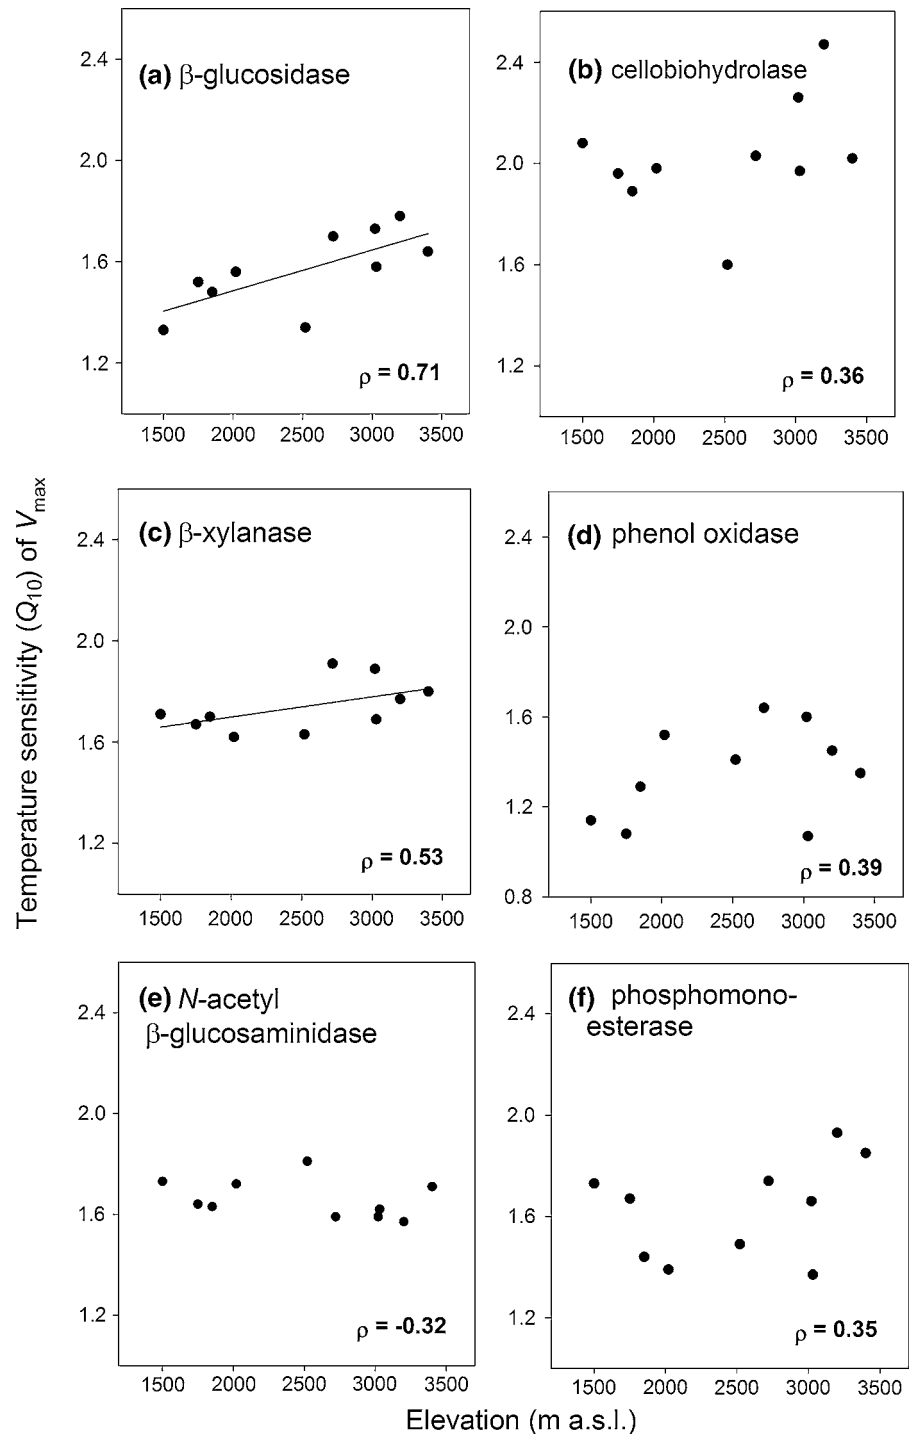 Temperature sensitivity (Q10) of Vmax
(a) β-glucosidase
2.4
2.0
1.6
1.2
ρ = 0.71
1500 2000 2500 3000 3500
(b) cellobiohydrolase
2.4
2.0
1.6
1.2
ρ = 0.36
1500 2000 2500 3000 3500
(c) β-xylanase
2.4
2.0
1.6
1.2
ρ = 0.53
1500 2000 2500 3000 3500
(d) phenol oxidase
2.4
2.0
1.6
1.2
0.8
ρ = 0.39
1500 2000 2500 3000 3500
(e) N-acetyl
β-glucosaminidase
2.4
2.0
1.6
1.2
ρ = -0.32
1500 2000 2500 3000 3500
(f) phosphomono-
esterase
2.4
2.0
1.6
1.2
ρ = 0.35
1500 2000 2500 3000 3500
Elevation (m a.s.l.)